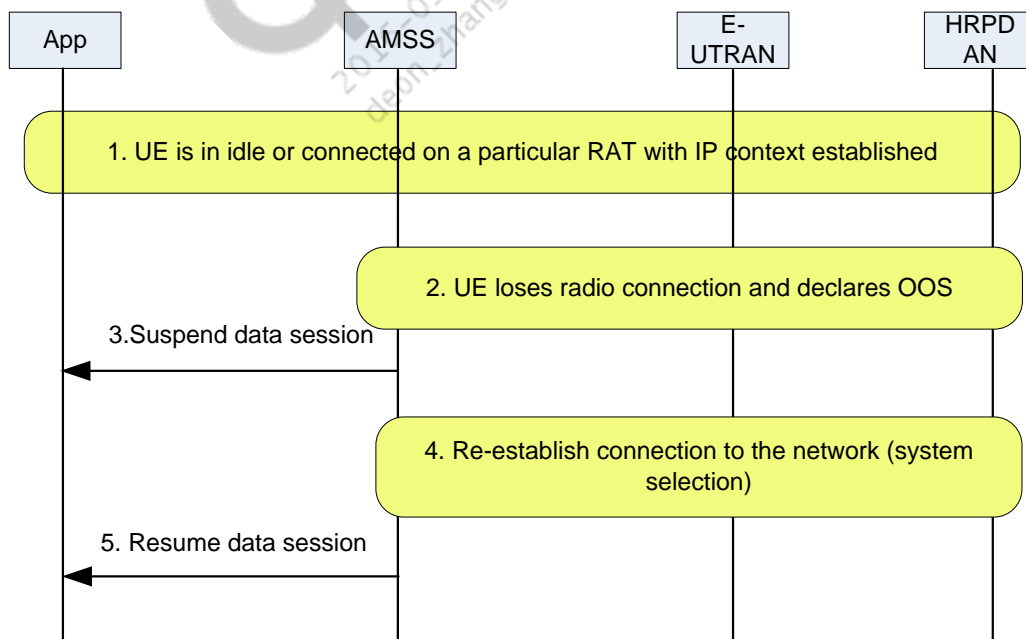 App
AMSS
E-
UTRAN
HRPD
AN
1. UE is in idle or connected on a particular RAT with IP context established
2. UE loses radio connection and declares OOS
3.Suspend data session
4. Re-establish connection to the network (system
selection)
5. Resume data session